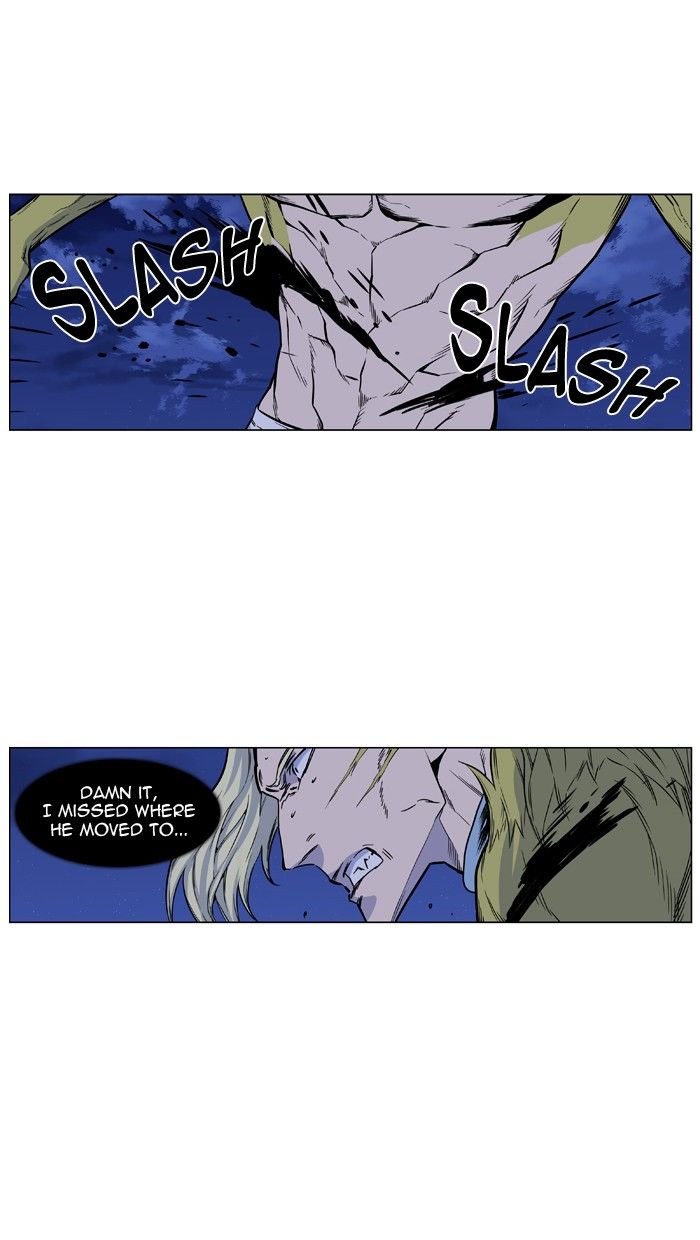 SLASH
SLASH
DAMN IT,
I MISSED WHERE
HE MOVED TO...